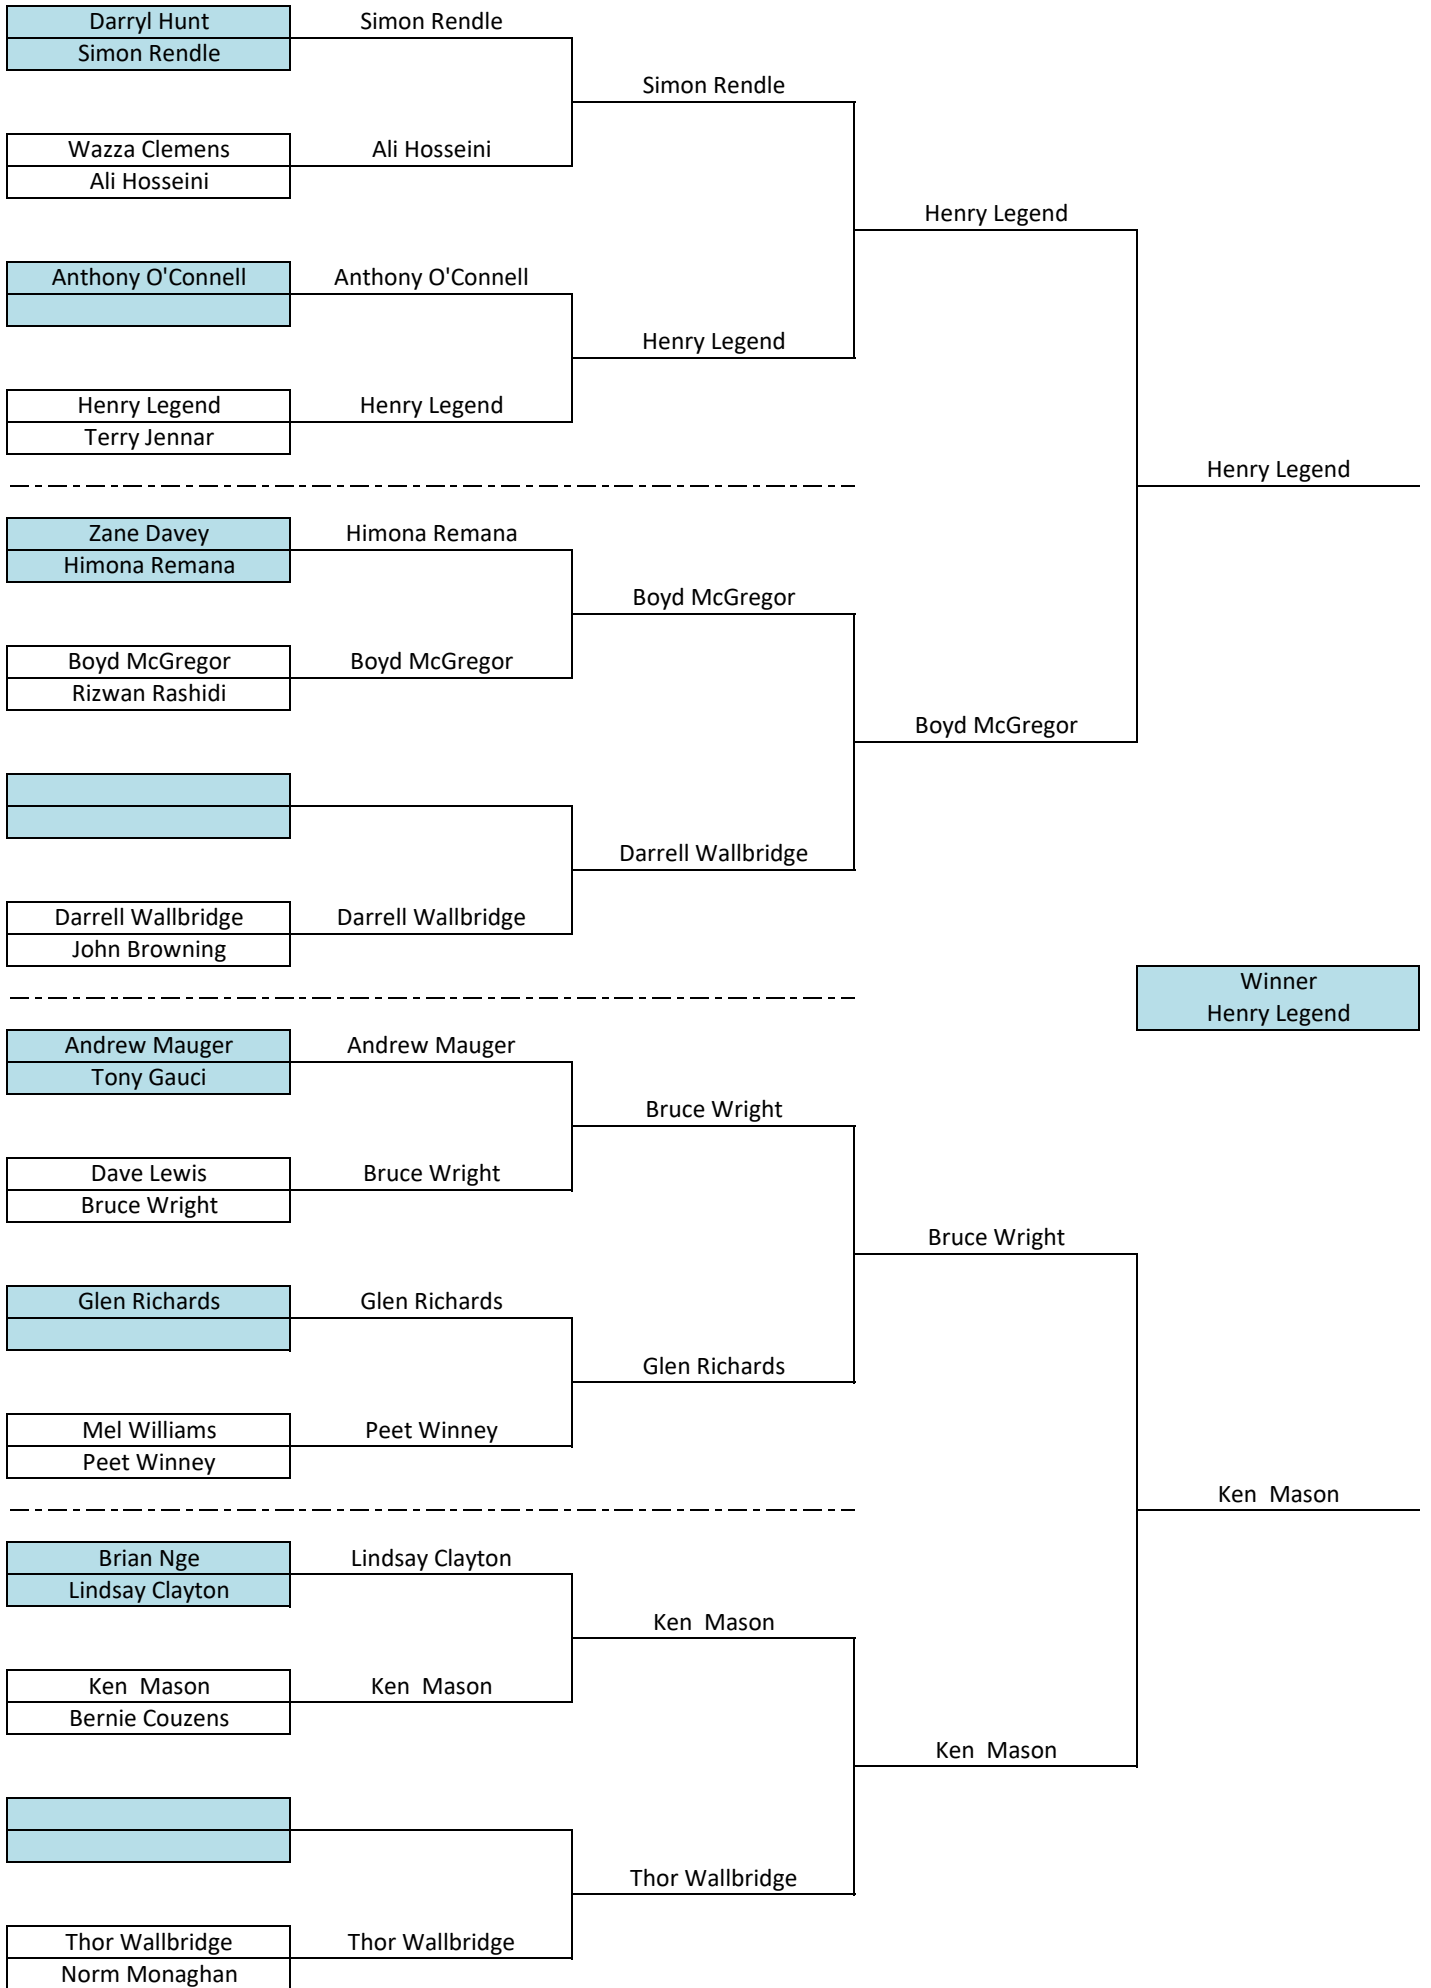 Darryl Hunt
Simon Rendle
Simon Rendle
Simon Rendle
Wazza Clemens
Ali Hosseini
Ali Hosseini
Henry Legend
Anthony O'Connell
Anthony O'Connell
Henry Legend
Henry Legend
Henry Legend
Terry Jennar
Henry Legend
Zane Davey
Himona Remana
Himona Remana
Boyd McGregor
Boyd McGregor
Boyd McGregor
Rizwan Rashidi
Boyd McGregor
Darrell Wallbridge
Darrell Wallbridge
Darrell Wallbridge
John Browning
Winner
Henry Legend
Andrew Mauger
Andrew Mauger
Tony Gauci
Bruce Wright
Dave Lewis
Bruce Wright
Bruce Wright
Bruce Wright
Glen Richards
Glen Richards
Glen Richards
Mel Williams
Peet Winney
Peet Winney
Ken  Mason
Brian Nge
Lindsay Clayton
Lindsay Clayton
Ken  Mason
Ken  Mason
Ken  Mason
Bernie Couzens
Ken  Mason
Thor Wallbridge
Thor Wallbridge
Thor Wallbridge
Norm Monaghan